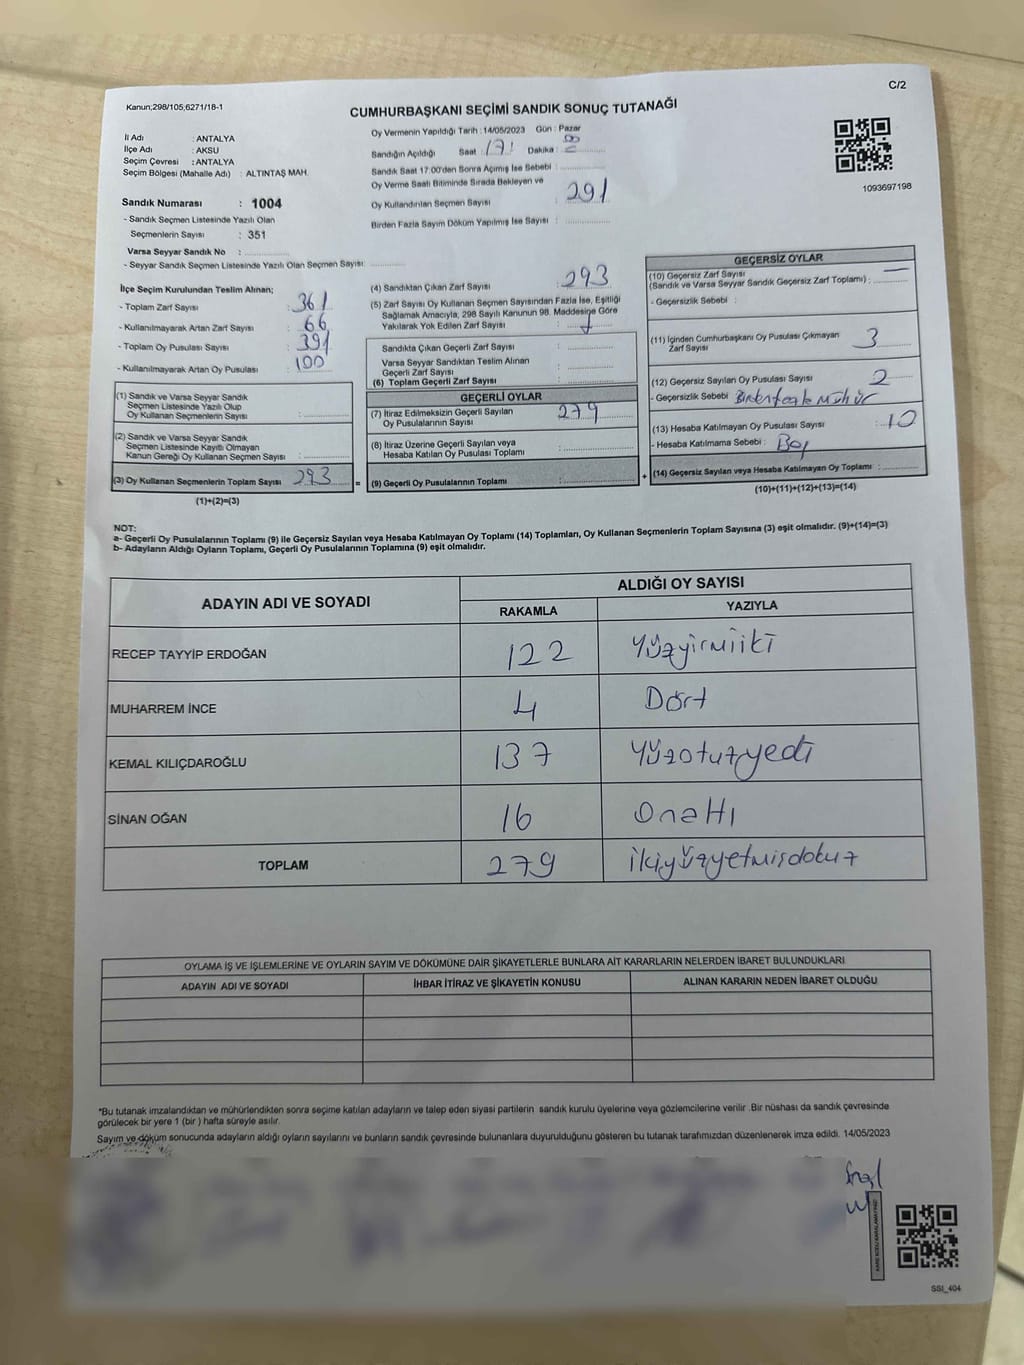 C/2
Kanun;298/105;6271/18-1
CUMHURBAŞKANI SEÇİMİ SANDIK SONUÇ TUTANAĞI
1093697198
İl Adı : ANTALYA
İlçe Adı : AKSU
Seçim Çevresi : ANTALYA
Seçim Bölgesi (Mahalle Adı) : ALTINTAŞ MAH.
Sandık Numarası : 1004
- Sandık Seçmen Listesinde Yazılı Olan
Seçmenlerin Sayısı : 351
Varsa Seyyar Sandık No :
- Seyyar Sandık Seçmen Listesinde Yazılı Olan Seçmen Sayısı:
Oy Vermenin Yapıldığı Tarih : 14/05/2023 Gün : Pazar
Sandığın Açıldığı Saat : 17 Dakika :
Sandık Saat 17:00'den Sonra Açımış İse Sebebi :
Oy Verme Saati Bitiminde Sırada Bekleyen ve
Oy Kullandırılan Seçmen Sayısı : 291
Birden Fazla Sayım Döküm Yapılmış İse Sayısı :
İlçe Seçim Kurulundan Teslim Alınan;
- Toplam Zarf Sayısı : 361
- Kullanılmayarak Artan Zarf Sayısı : 66
- Toplam Oy Pusulası Sayısı : 391
- Kullanılmayarak Artan Oy Pusulası : 100
(1) Sandık ve Varsa Seyyar Sandık
Seçmen Listesinde Yazılı Olup
Oy Kullanan Seçmenlerin Sayısı :
(2) Sandık ve Varsa Seyyar Sandık
Seçmen Listesinde Kayıtlı Olmayan
Kanun Gereği Oy Kullanan Seçmen Sayısı :
(3) Oy Kullanan Seçmenlerin Toplam Sayısı 293
(1)+(2)=(3)
=
(4) Sandıktan Çıkan Zarf Sayısı : 293
(5) Zarf Sayısı Oy Kullanan Seçmen Sayısından Fazla İse, Eşitliği
Sağlamak Amacıyla, 298 Sayılı Kanunun 98. Maddesine Göre
Yakılarak Yok Edilen Zarf Sayısı :
Sandıkta Çıkan Geçerli Zarf Sayısı :
Varsa Seyyar Sandıktan Teslim Alınan
Geçerli Zarf Sayısı :
(6) Toplam Geçerli Zarf Sayısı :
GEÇERLİ OYLAR
(7) İtiraz Edilmeksizin Geçerli Sayılan
Oy Pusulalarının Sayısı : 279
(8) İtiraz Üzerine Geçerli Sayılan veya
Hesaba Katılan Oy Pusulası Toplamı :
(9) Geçerli Oy Pusulalarının Toplamı :
+
GEÇERSİZ OYLAR
(10) Geçersiz Zarf Sayısı
(Sandık ve Varsa Seyyar Sandık Geçersiz Zarf Toplamı) : —
- Geçersizlik Sebebi :
(11) İçinden Cumhurbaşkanı Oy Pusulası Çıkmayan
Zarf Sayısı : 3
(12) Geçersiz Sayılan Oy Pusulası Sayısı : 2
- Geçersizlik Sebebi Birdenfazla Mühür
(13) Hesaba Katılmayan Oy Pusulası Sayısı : 10
- Hesaba Katılmama Sebebi : Boş
(14) Geçersiz Sayılan veya Hesaba Katılmayan Oy Toplamı :
(10)+(11)+(12)+(13)=(14)
NOT:
a- Geçerli Oy Pusulalarının Toplamı (9) ile Geçersiz Sayılan veya Hesaba Katılmayan Oy Toplamı (14) Toplamları, Oy Kullanan Seçmenlerin Toplam Sayısına (3) eşit olmalıdır. (9)+(14)=(3)
b- Adayların Aldığı Oyların Toplamı, Geçerli Oy Pusulalarının Toplamına (9) eşit olmalıdır.
ADAYIN ADI VE SOYADI ALDIĞI OY SAYISI
RAKAMLA YAZIYLA
RECEP TAYYİP ERDOĞAN 122 Yüzyirmiiki
MUHARREM İNCE 4 Dört
KEMAL KILIÇDAROĞLU 137 Yüzotuzyedi
SİNAN OĞAN 16 Onaltı
TOPLAM 279 ikiyüzyetmişdokuz
OYLAMA İŞ VE İŞLEMLERİNE VE OYLARIN SAYIM VE DÖKÜMÜNE DAİR ŞİKAYETLERLE BUNLARA AİT KARARLARIN NELERDEN İBARET BULUNDUKLARI
ADAYIN ADI VE SOYADI İHBAR İTİRAZ VE ŞİKAYETİN KONUSU ALINAN KARARIN NEDEN İBARET OLDUĞU
*Bu tutanak imzalandıktan ve mühürlendikten sonra seçime katılan adayların ve talep eden siyasi partilerin sandık kurulu üyelerine veya gözlemcilerine verilir .Bir nüshası da sandık çevresinde
görülecek bir yere 1 (bir ) hafta süreyle asılır.
Sayım ve döküm sonucunda adayların aldığı oyların sayılarını ve bunların sandık çevresinde bulunanlara duyurulduğunu gösteren bu tutanak tarafımızdan düzenlenerek imza edildi. 14/05/2023
SSI_404